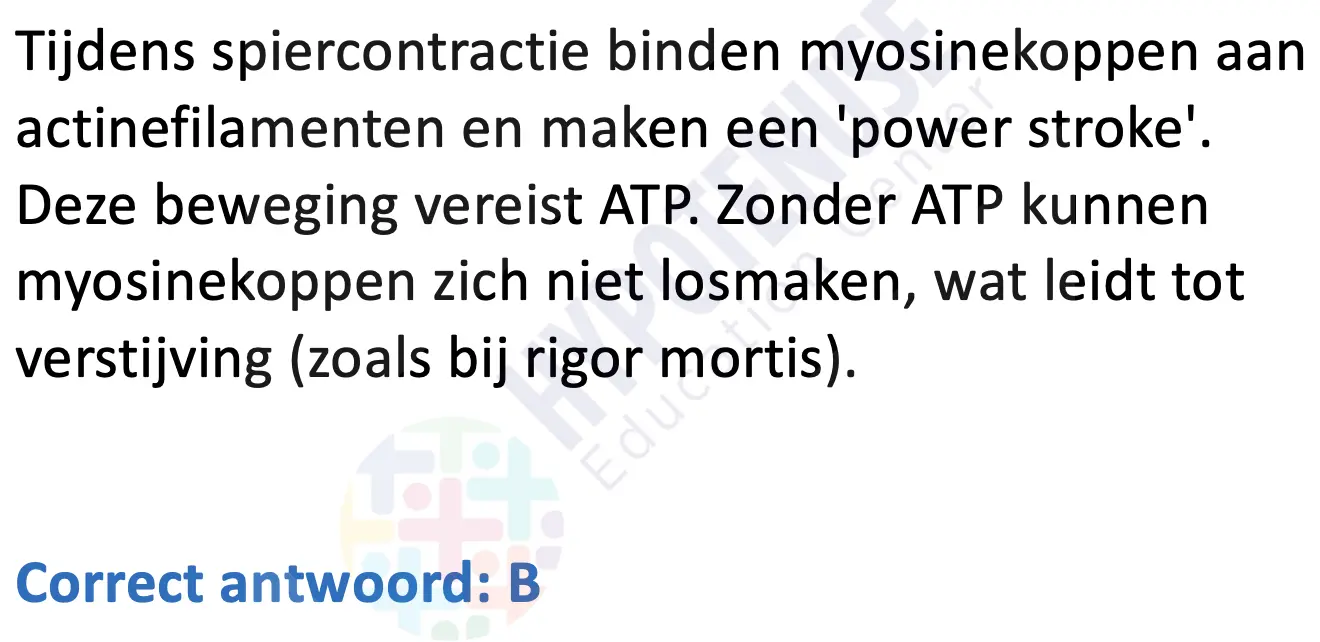 Tijdens spiercontractie binden myosinekoppen aan
actinefilamenten en maken een 'power stroke'.
Deze beweging vereist ATP. Zonder ATP kunnen
myosinekoppen zich niet losmaken, wat leidt tot
verstijving (zoals bij rigor mortis).
HYPOTENUSE
Education Center
Correct antwoord: B